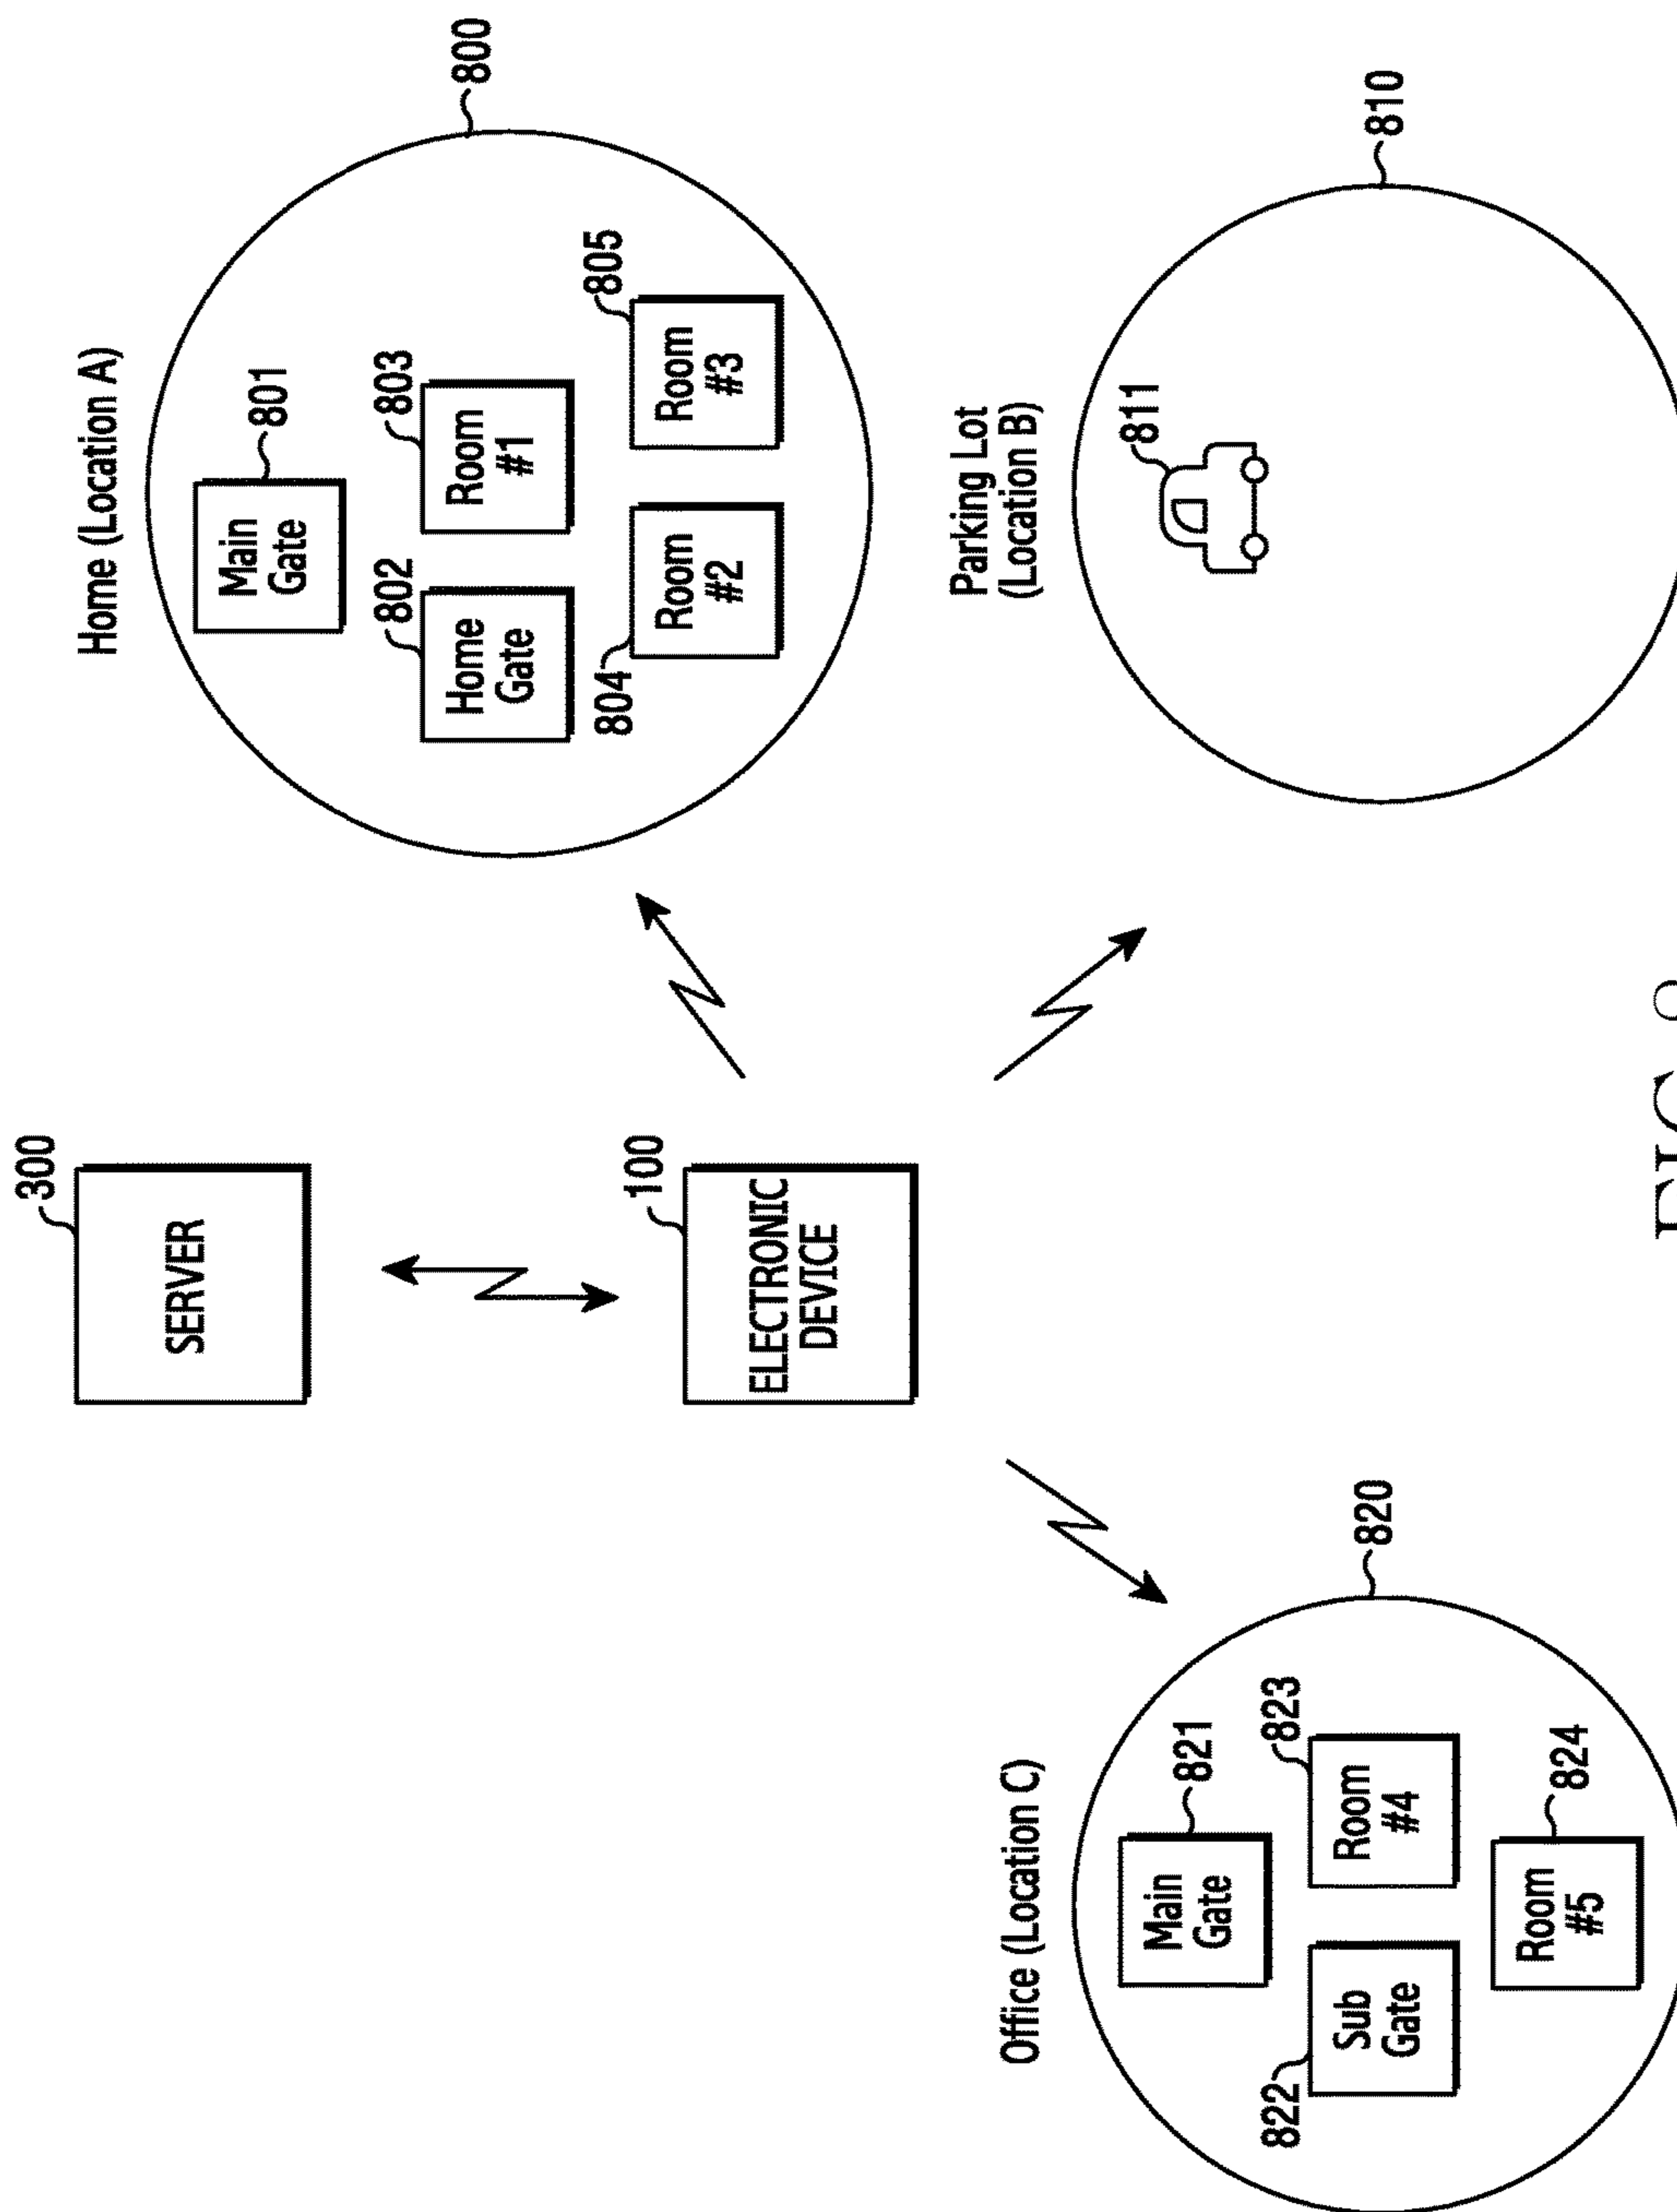 300
SERVER
100
ELECTRONIC
DEVICE
Home (Location A)
800
Main
Gate
801
802
Home
Gate
803
Room
#1
804
Room
#2
805
Room
#3
Parking Lot
(Location B)
810
811
Office (Location C)
820
Main
Gate
821
822
Sub
Gate
823
Room
#4
Room
#5
824